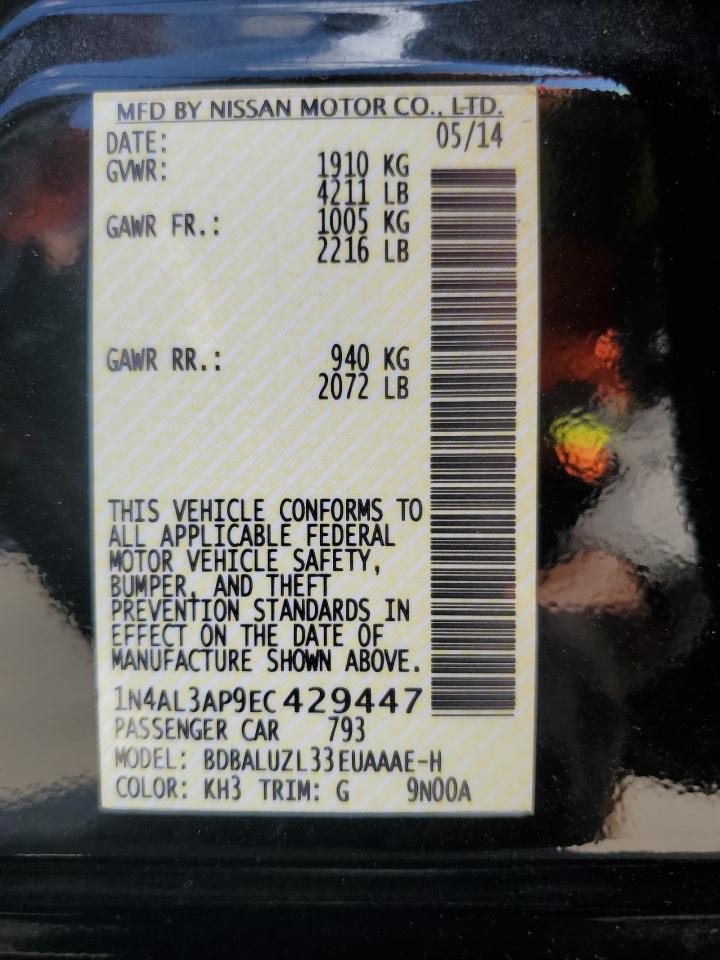 MFD BY NISSAN MOTOR CO., LTD.
DATE: 05/14
GVWR: 1910 KG
4211 LB
GAWR FR.: 1005 KG
2216 LB
GAWR RR.: 940 KG
2072 LB
THIS VEHICLE CONFORMS TO
ALL APPLICABLE FEDERAL
MOTOR VEHICLE SAFETY,
BUMPER, AND THEFT
PREVENTION STANDARDS IN
EFFECT ON THE DATE OF
MANUFACTURE SHOWN ABOVE.
1N4AL3AP9EC429447
PASSENGER CAR 793
MODEL: BDBALUZL33EUAAAE-H
COLOR: KH3 TRIM: G 9N00A